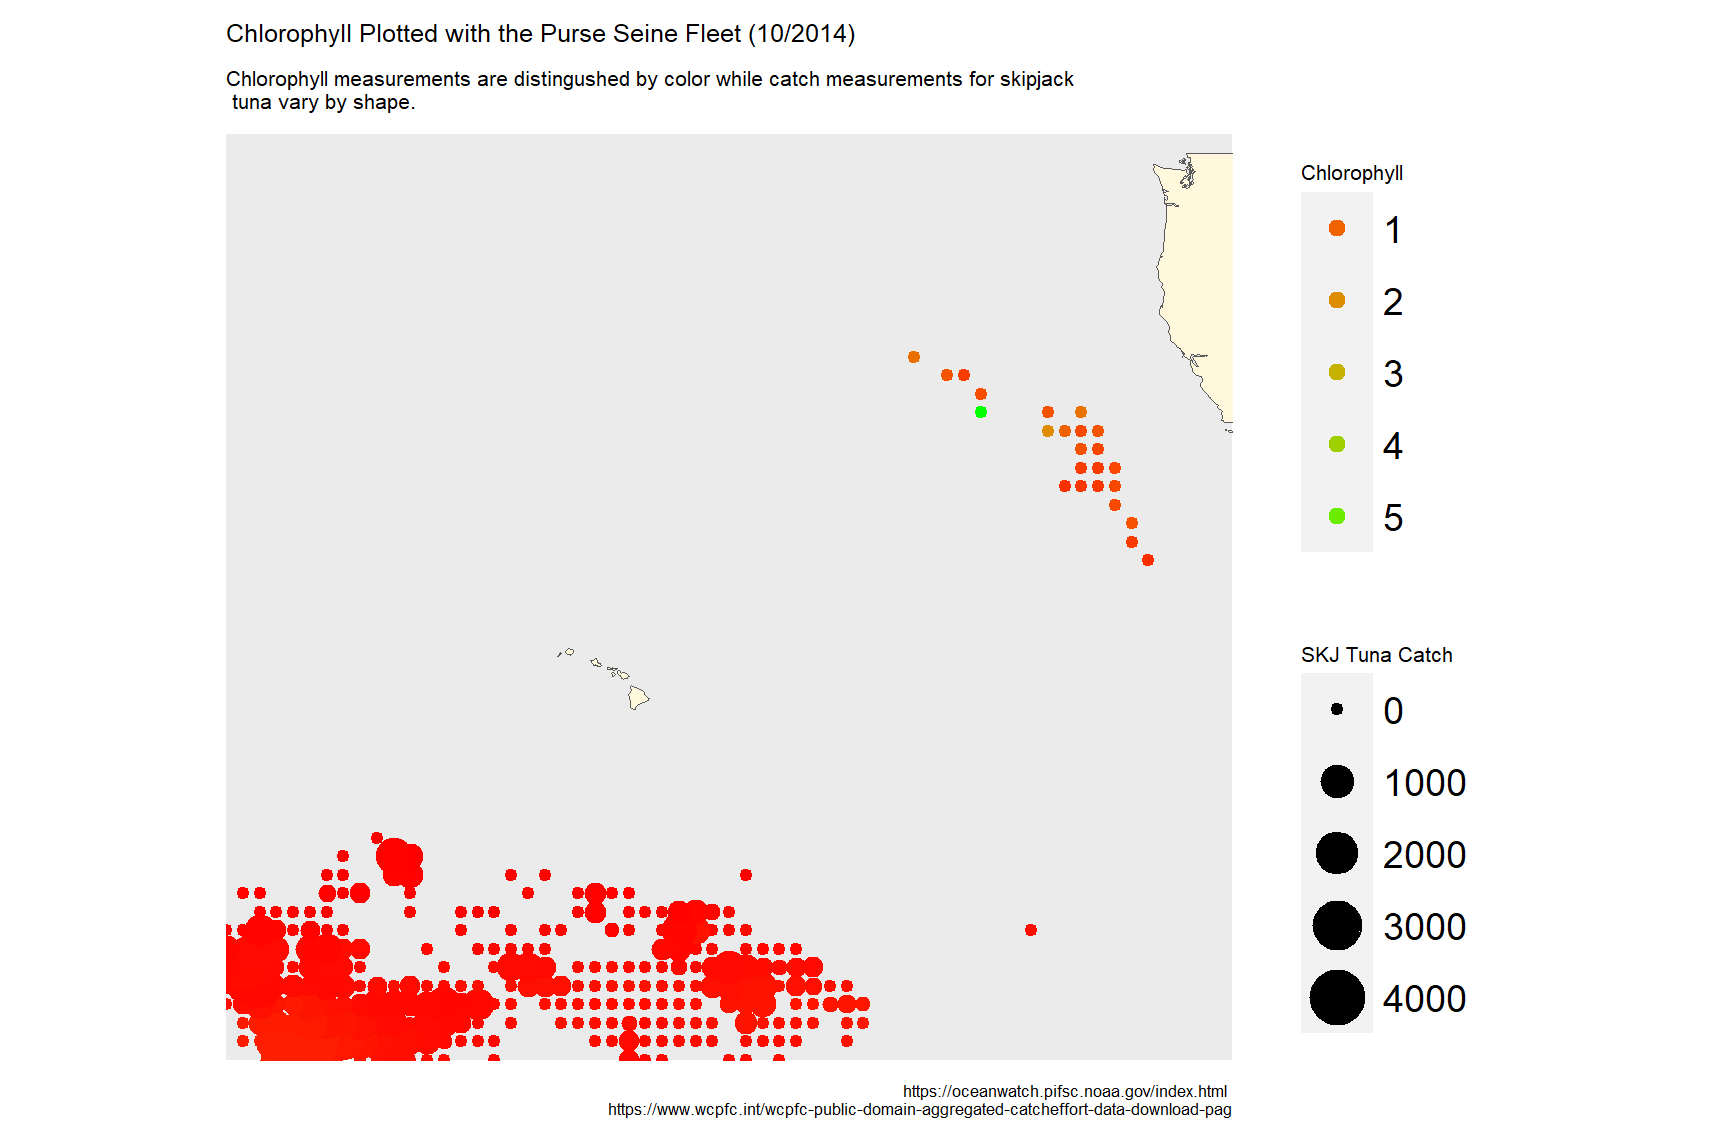 Chlorophyll Plotted with the Purse Seine Fleet (10/2014)
Chlorophyll measurements are distingushed by color while catch measurements for skipjack
tuna vary by shape.
Chlorophyll
1
2
3
4
5
SKJ Tuna Catch
0
1000
2000
3000
4000
https://oceanwatch.pifsc.noaa.gov/index.html
https://www.wcpfc.int/wcpfc-public-domain-aggregated-catcheffort-data-download-pag